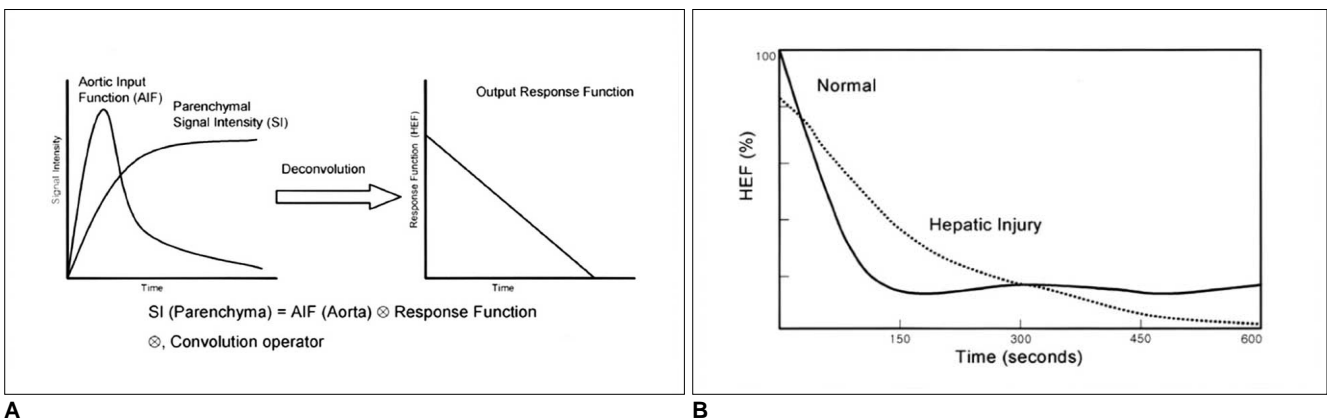 Aortic Input
Function (AIF)
Parenchymal
Signal Intensity (SI)
Signal Intensity
Time
Deconvolution
Output Response Function
Response Function (HEF)
Time
SI (Parenchyma) = AIF (Aorta) ⊗ Response Function
⊗, Convolution operator
A
100
Normal
Hepatic Injury
HEF (%)
150 300 450 600
Time (seconds)
B